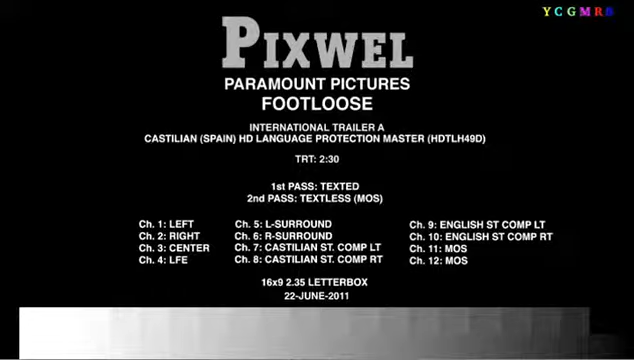 YCGMRB
PIXWEL
PARAMOUNT PICTURES
FOOTLOOSE
INTERNATIONAL TRAILER A
CASTILIAN (SPAIN) HD LANGUAGE PROTECTION MASTER (HDTLH49D)
TRT: 2:30
1st PASS: TEXTED
2nd PASS: TEXTLESS (MOS)
Ch. 1: LEFT
Ch. 2: RIGHT
Ch. 3: CENTER
Ch. 4: LFE
Ch. 5: L-SURROUND
Ch. 6: R-SURROUND
Ch. 7: CASTILIAN ST. COMP LT
Ch. 8: CASTILIAN ST. COMP RT
Ch. 9: ENGLISH ST COMP LT
Ch. 10: ENGLISH ST COMP RT
Ch. 11: MOS
Ch. 12: MOS
16x9 2.35 LETTERBOX
22-JUNE-2011